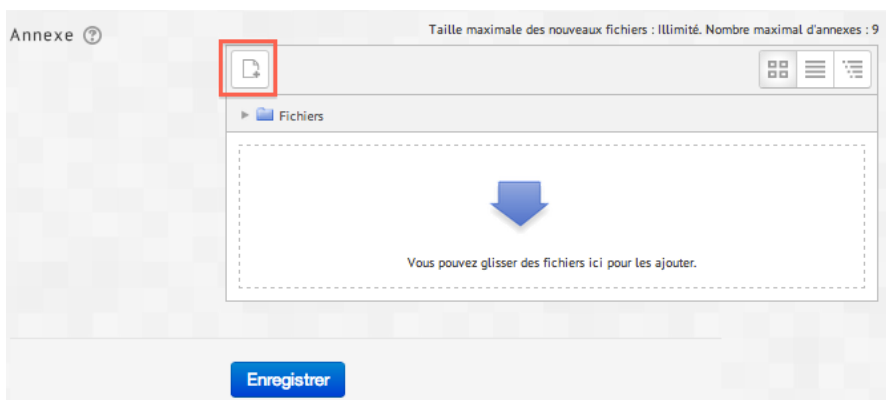 Annexe ?
Taille maximale des nouveaux fichiers : Illimité. Nombre maximal d'annexes : 9
Fichiers
Vous pouvez glisser des fichiers ici pour les ajouter.
Enregistrer